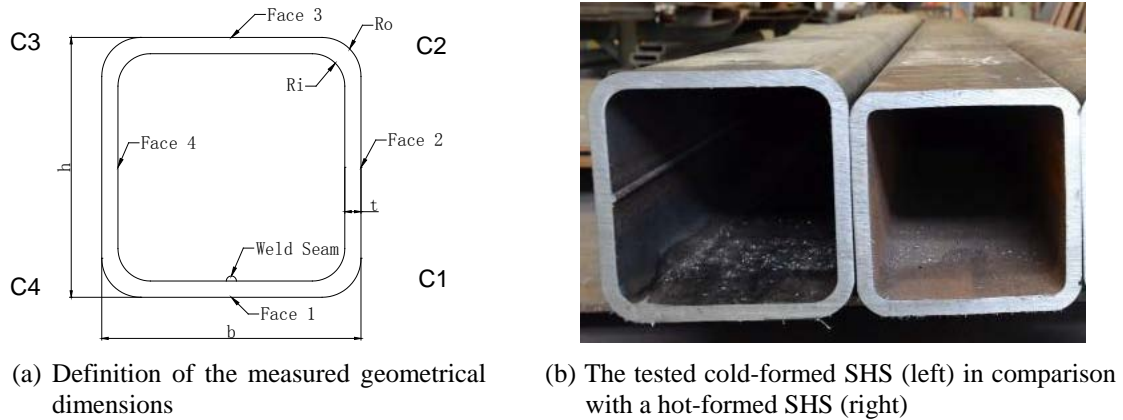 Face 3
Ro
C3
C2
Ri
Face 4
Face 2
h
t
Weld Seam
C4
C1
Face 1
b
(a) Definition of the measured geometrical
dimensions
(b) The tested cold-formed SHS (left) in comparison
with a hot-formed SHS (right)